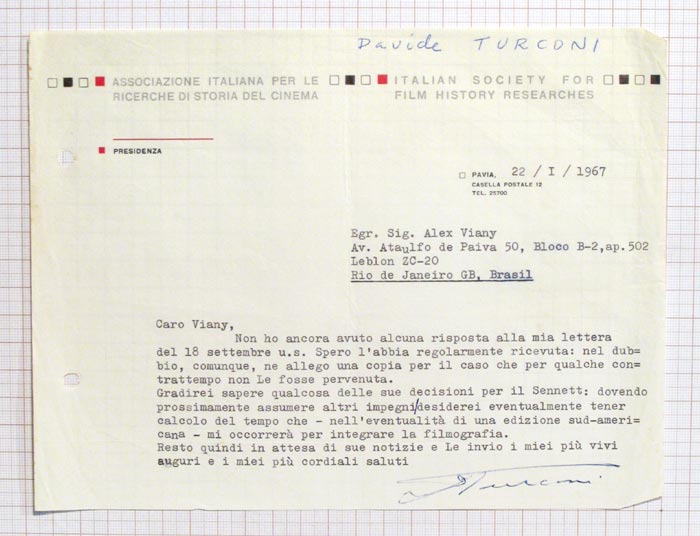 Davide TURCONI
ASSOCIAZIONE ITALIANA PER LE
RICERCHE DI STORIA DEL CINEMA
ITALIAN SOCIETY FOR
FILM HISTORY RESEARCHES
PRESIDENZA
PAVIA, 22 / I / 1967
CASELLA POSTALE 12
TEL. 25700
Egr. Sig. Alex Viany
Av. Ataulfo de Paiva 50, Bloco B-2,ap.502
Leblon ZC-20
Rio de Janeiro GB, Brasil
Caro Viany,
Non ho ancora avuto alcuna risposta alla mia lettera
del 18 settembre u.s. Spero l'abbia regolarmente ricevuta: nel dub=
bio, comunque, ne allego una copia per il caso che per qualche con=
trattempo non Le fosse pervenuta.
Gradirei sapere qualcosa delle sue decisioni per il Sennett: dovendo
prossimamente assumere altri impegni/desiderei eventualmente tener
calcolo del tempo che - nell'eventualità di una edizione sud-ameri=
cana - mi occorrerà per integrare la filmografia.
Resto quindi in attesa di sue notizie e Le invio i miei più vivi
auguri e i miei più cordiali saluti
Turconi